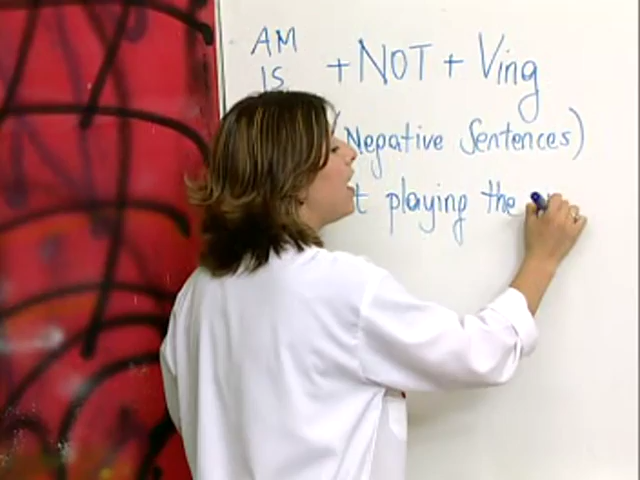 AM
IS + NOT + Ving
(Negative Sentences)
t playing the